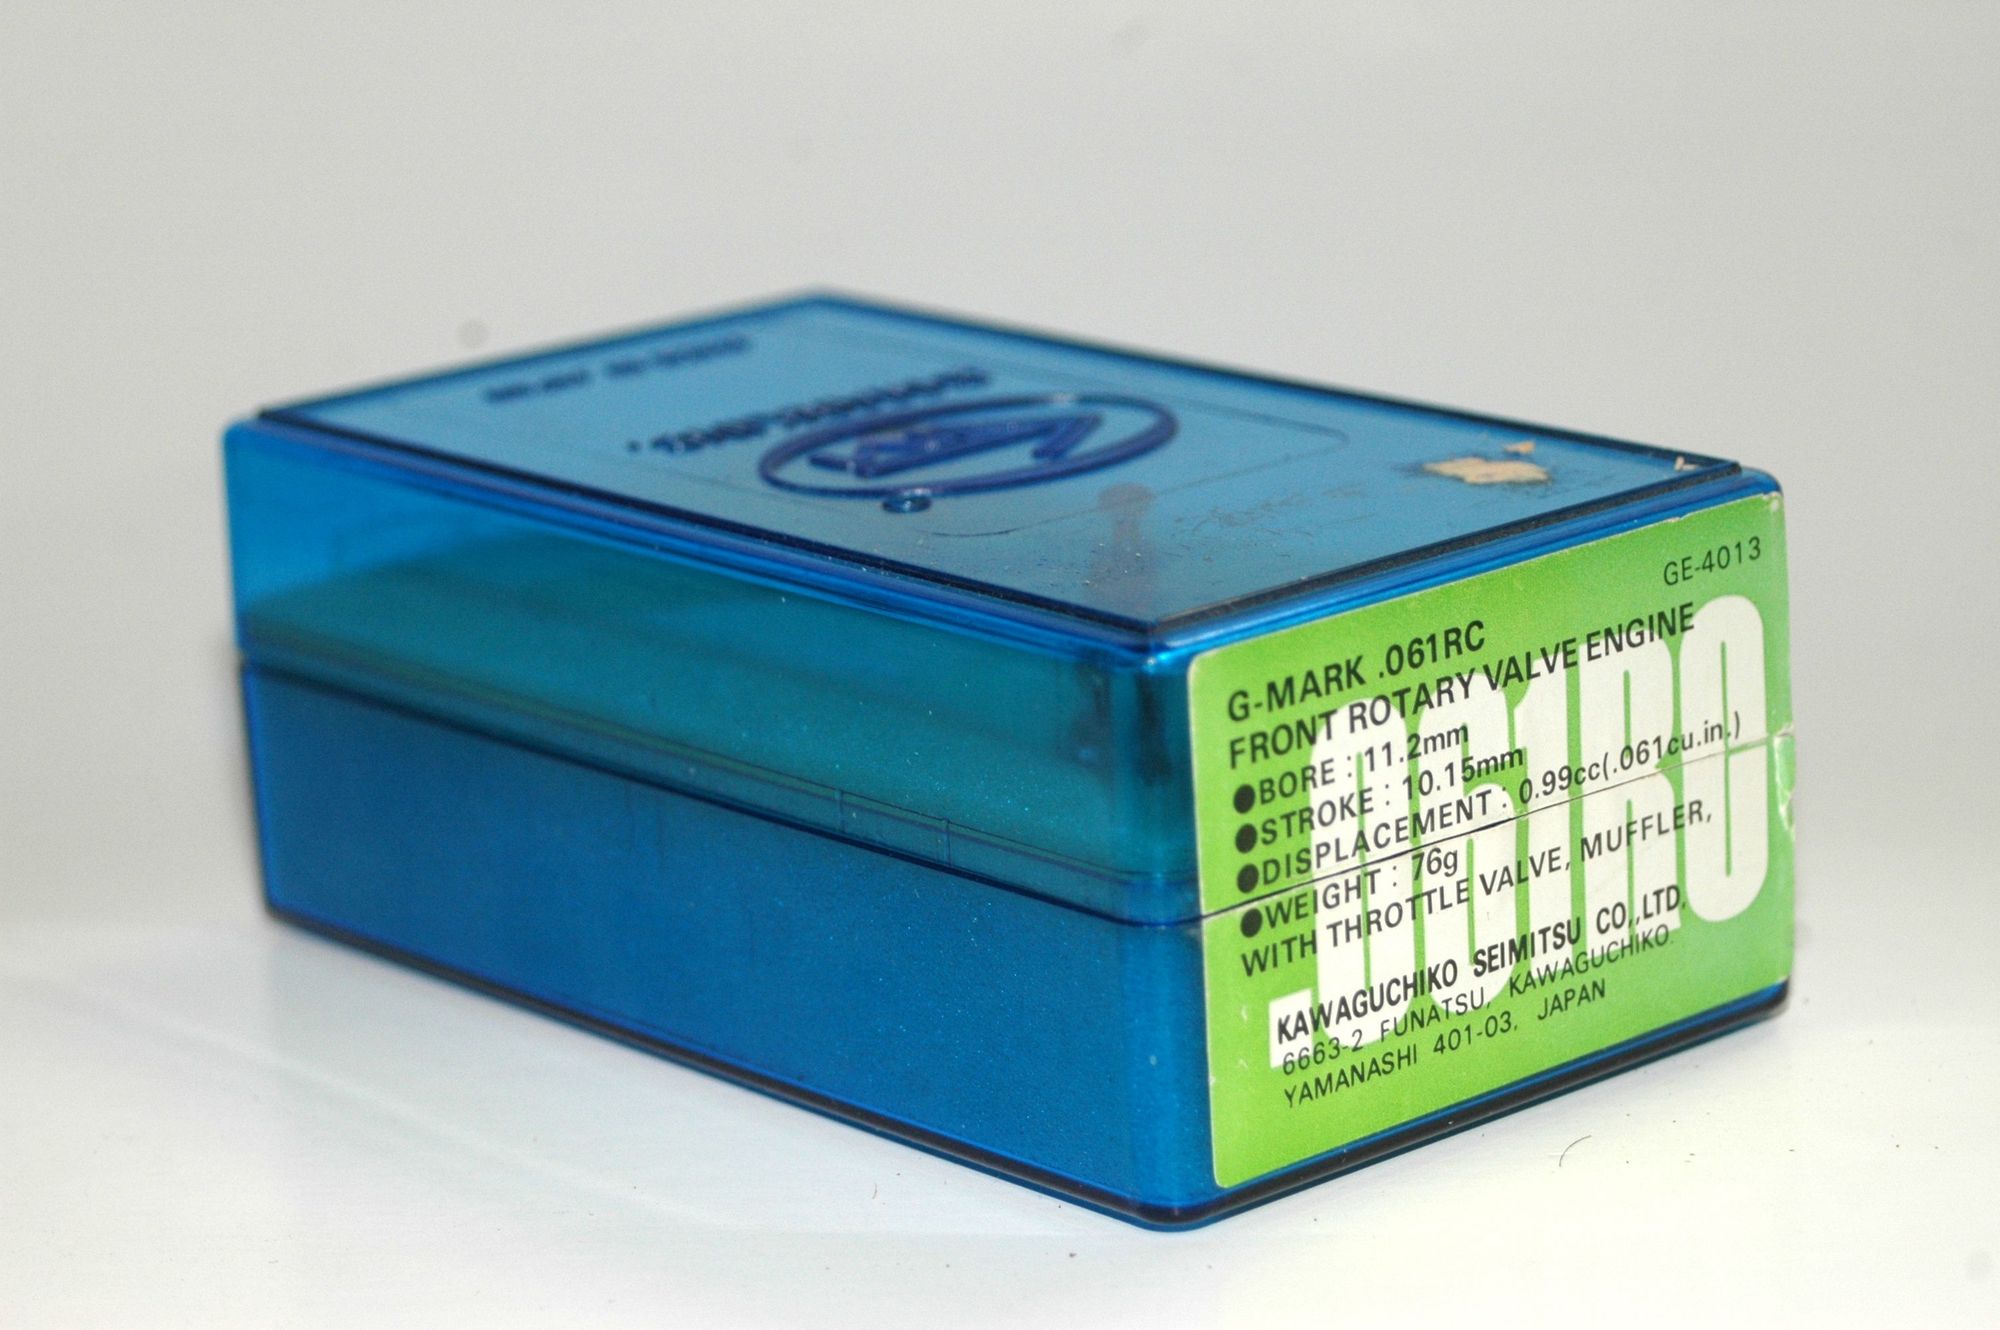 GE-4013
G-MARK .061RC
FRONT ROTARY VALVE ENGINE
●BORE : 11.2mm
●STROKE : 10.15mm
●DISPLACEMENT : 0.99cc(.061cu.in.)
●WEIGHT : 76g
WITH THROTTLE VALVE, MUFFLER,
KAWAGUCHIKO SEIMITSU CO.,LTD.
6663-2 FUNATSU, KAWAGUCHIKO.
YAMANASHI 401-03, JAPAN
.061RC